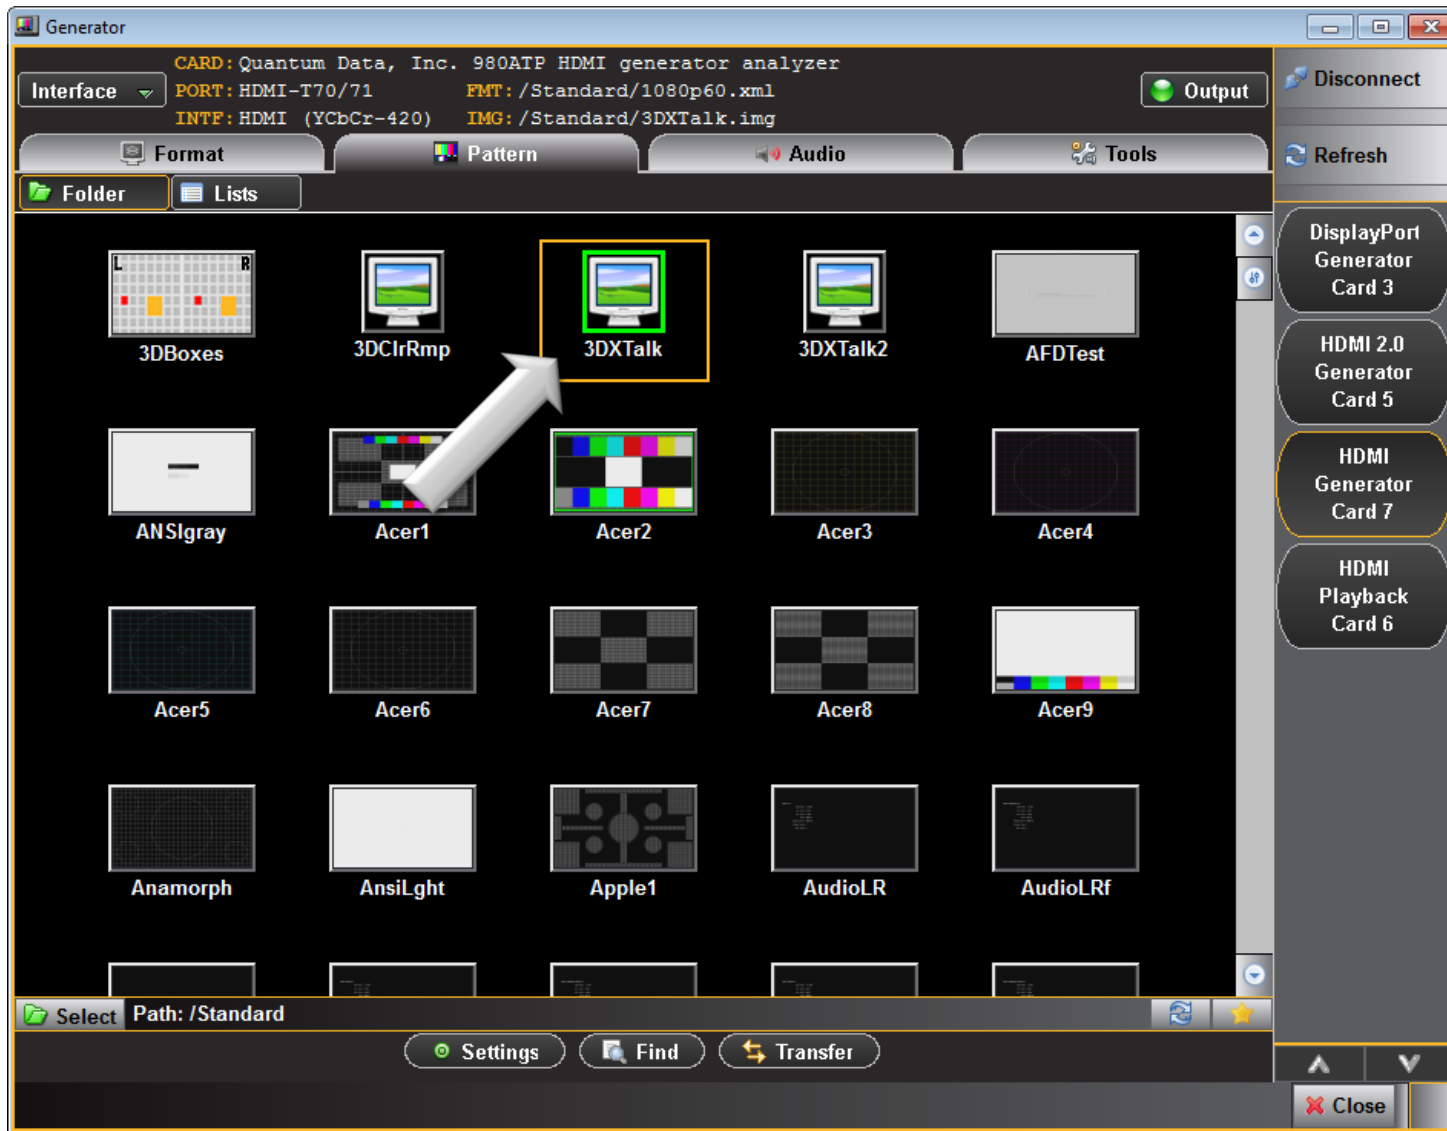 Generator
CARD: Quantum Data, Inc. 980ATP HDMI generator analyzer
Interface
PORT: HDMI-T70/71 FMT: /Standard/1080p60.xml
INTF: HDMI (YCbCr-420) IMG: /Standard/3DXTalk.img
Output
Disconnect
Format Pattern Audio Tools
Refresh
Folder Lists
L R
3DBoxes 3DClrRmp 3DXTalk 3DXTalk2 AFDTest
ANSIgray Acer1 Acer2 Acer3 Acer4
Acer5 Acer6 Acer7 Acer8 Acer9
Anamorph AnsiLght Apple1 AudioLR AudioLRf
DisplayPort
Generator
Card 3
HDMI 2.0
Generator
Card 5
HDMI
Generator
Card 7
HDMI
Playback
Card 6
Select Path: /Standard
Settings Find Transfer
Close